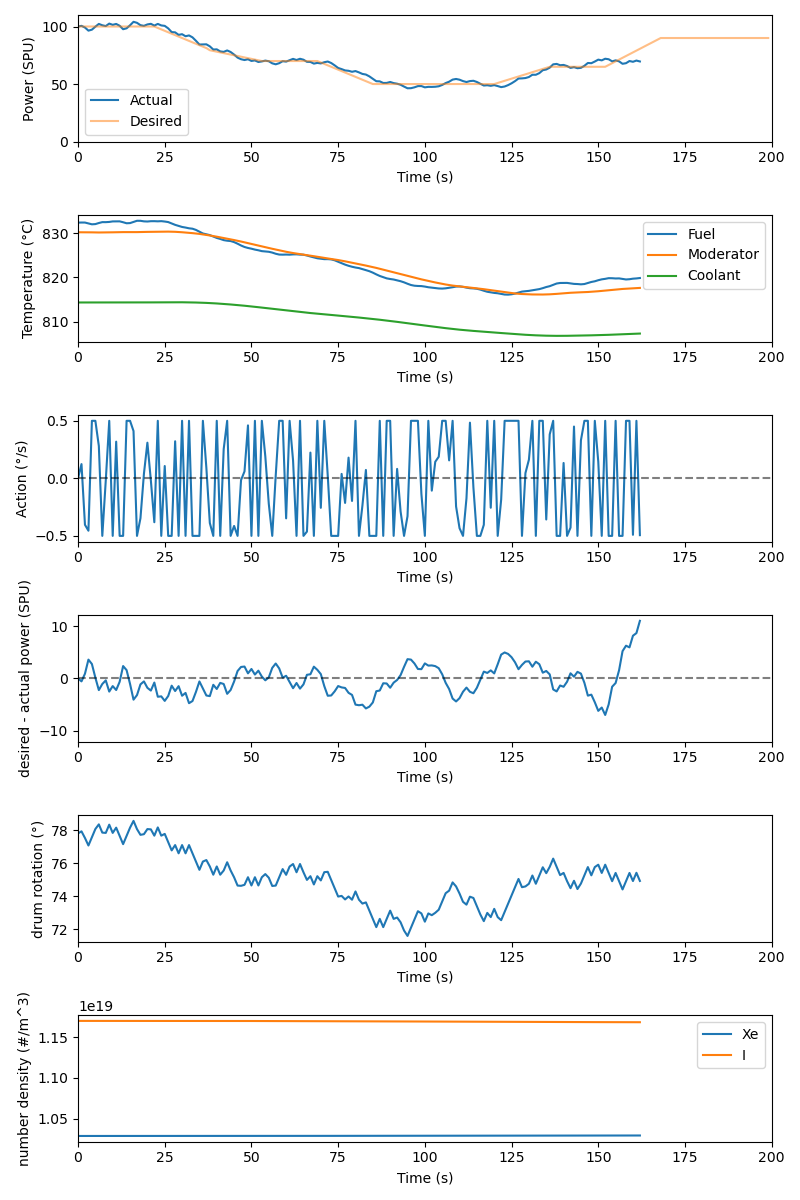 100
50
0
Power (SPU)
Actual
Desired
0 25 50 75 100 125 150 175 200
Time (s)
830
820
810
Temperature (°C)
Fuel
Moderator
Coolant
0 25 50 75 100 125 150 175 200
Time (s)
0.5
0.0
−0.5
Action (°/s)
0 25 50 75 100 125 150 175 200
Time (s)
10
0
−10
desired - actual power (SPU)
0 25 50 75 100 125 150 175 200
Time (s)
78
76
74
72
drum rotation (°)
0 25 50 75 100 125 150 175 200
Time (s)
1e19
1.15
1.10
1.05
number density (#/m^3)
Xe
I
0 25 50 75 100 125 150 175 200
Time (s)